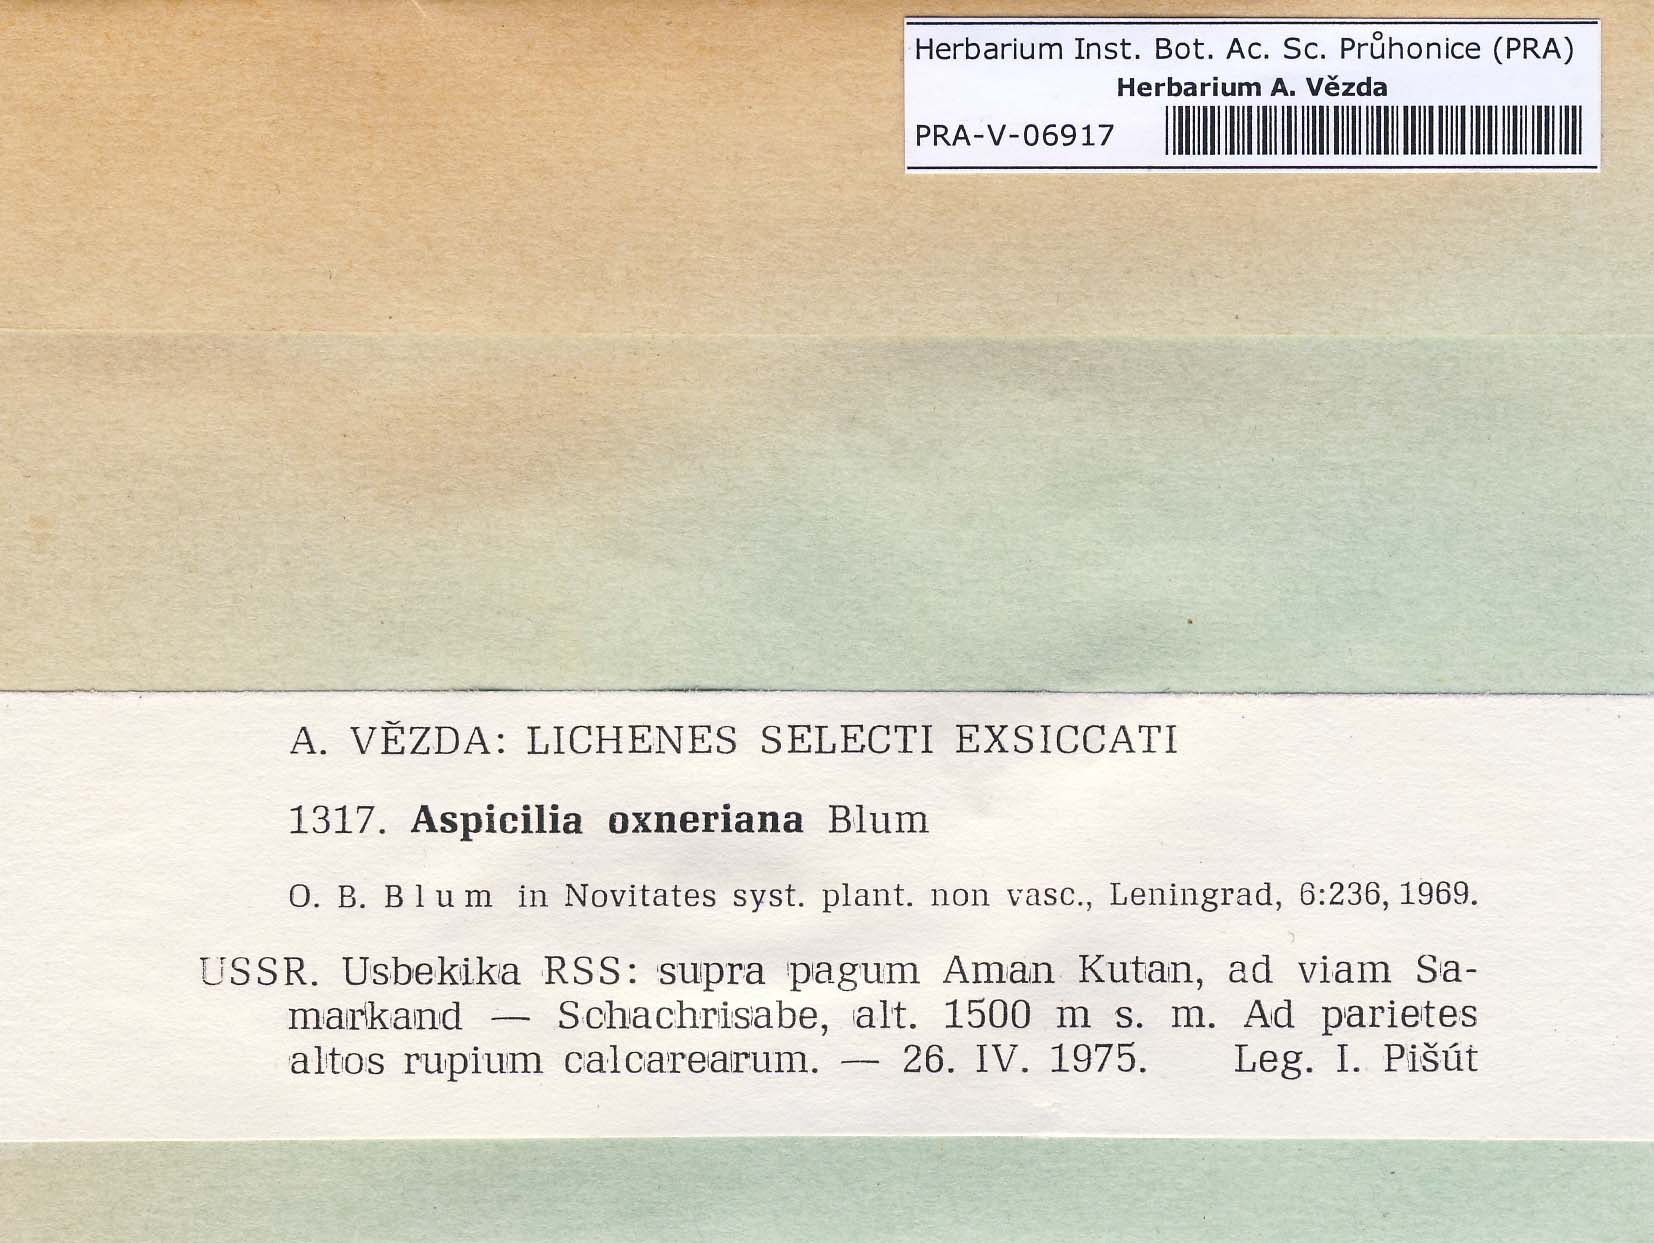 Herbarium Inst. Bot. Ac. Sc. Průhonice (PRA)
Herbarium A. Vězda
PRA-V-06917
A. VĚZDA: LICHENES SELECTI EXSICCATI
1317. Aspicilia oxneriana Blum
O. B. Blum in Novitates syst. plant. non vasc., Leningrad, 6:236, 1969.
USSR. Usbekika RSS: supra pagum Aman Kutan, ad viam Sa-
markand — Schachrisabe, alt. 1500 m s. m. Ad parietes
altos rupium calcarearum. — 26. IV. 1975. Leg. I. Pišút